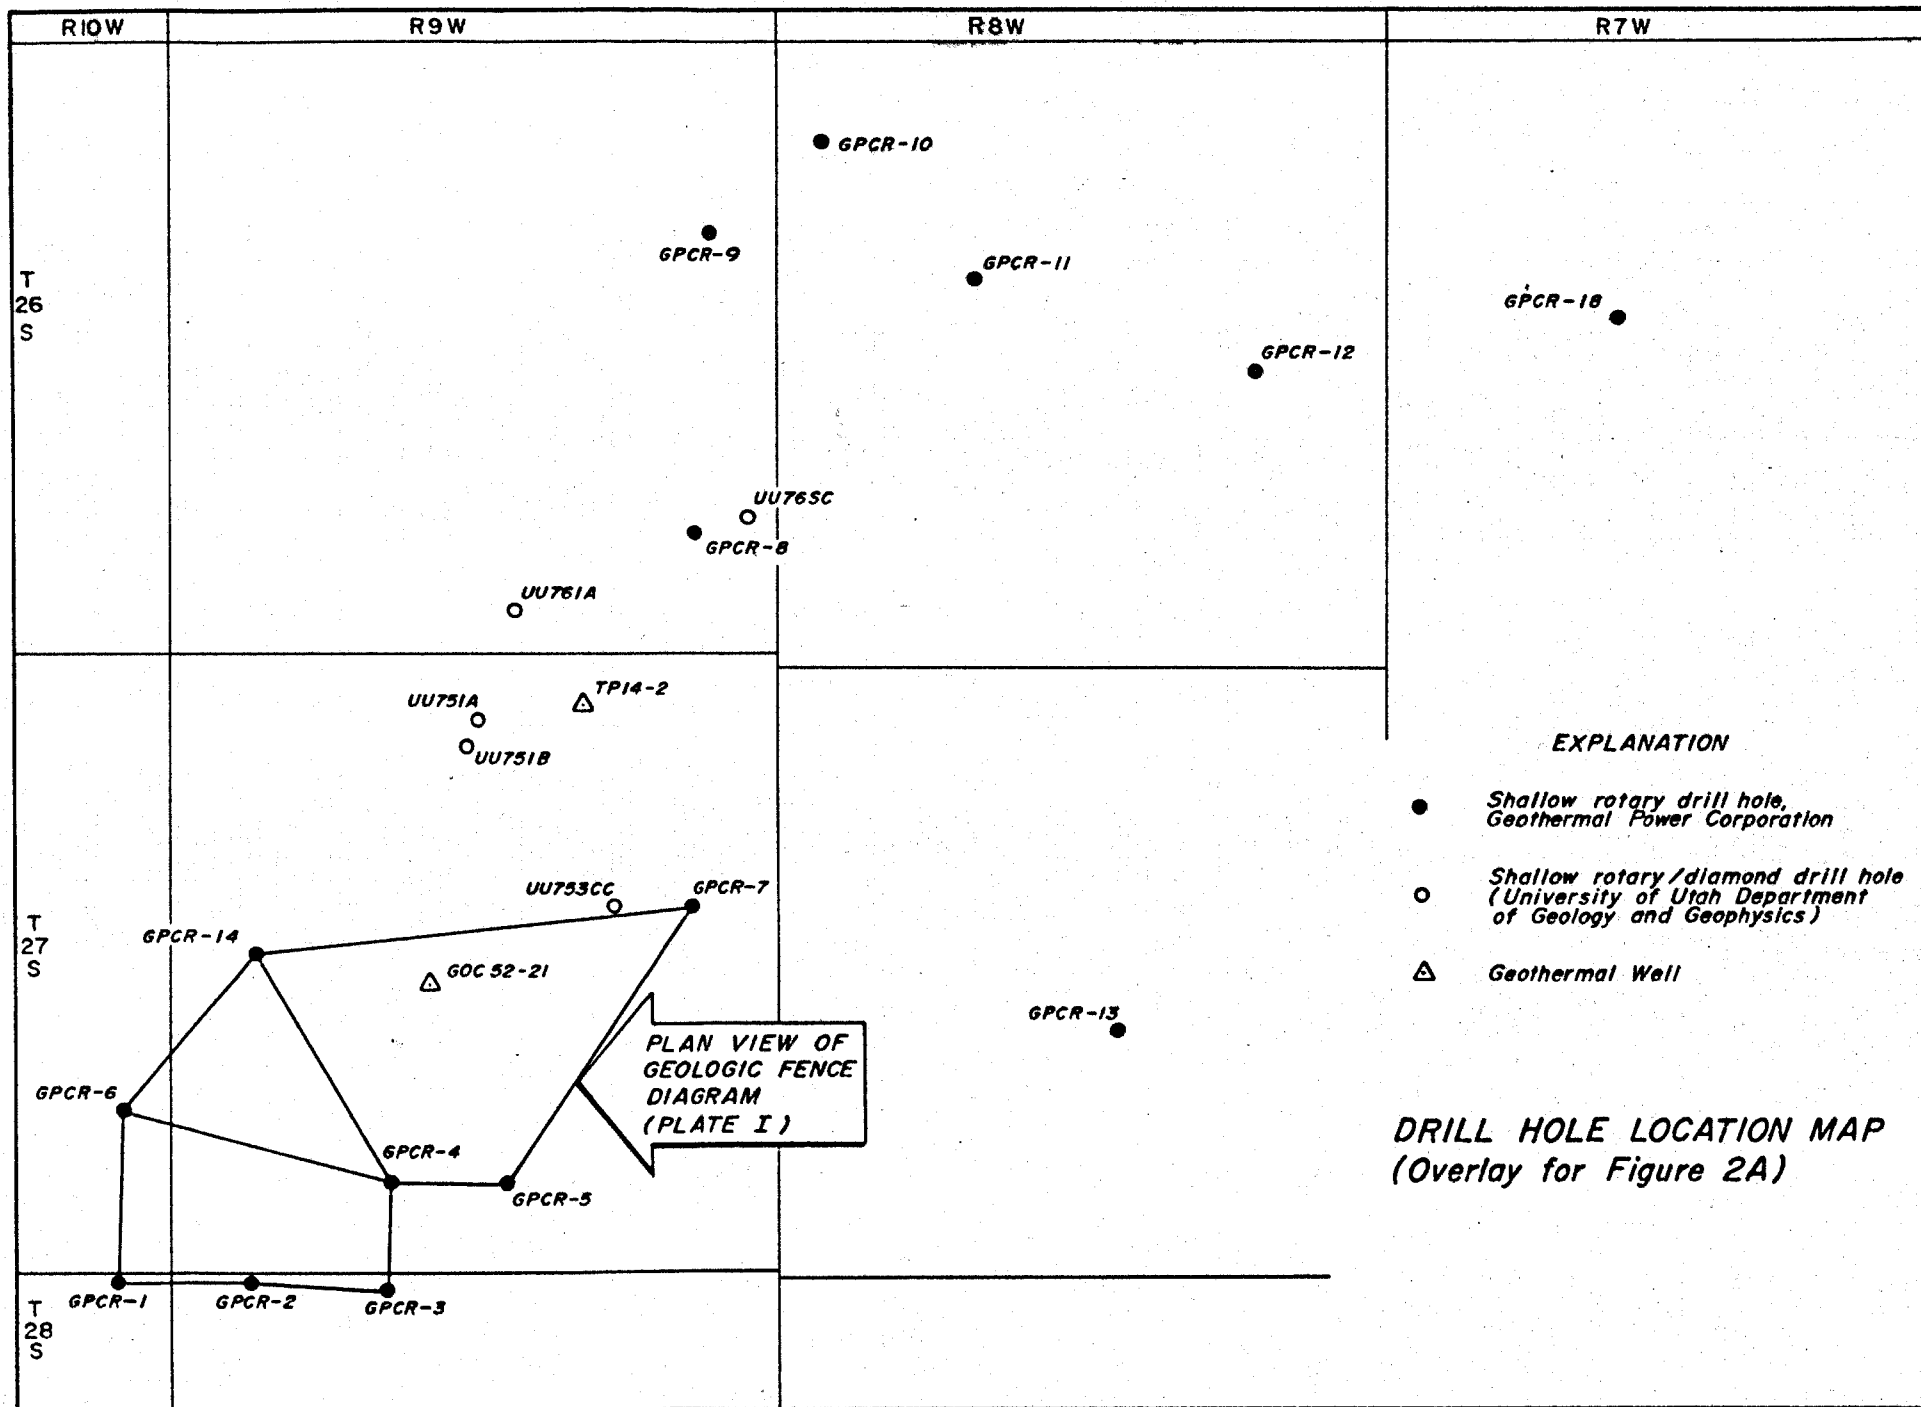 R10W
R9W
R8W
R7W
GPCR-10
GPCR-9
GPCR-11
T
26
S
GPCR-18
GPCR-12
UU76SC
GPCR-8
UU761A
TP14-2
UU751A
UU751B
EXPLANATION
Shallow rotary drill hole,
Geothermal Power Corporation
Shallow rotary/diamond drill hole
(University of Utah Department
of Geology and Geophysics)
Geothermal Well
UU753CC
GPCR-7
T
27
S
GPCR-14
GOC 52-21
GPCR-13
PLAN VIEW OF
GEOLOGIC FENCE
DIAGRAM
(PLATE I)
GPCR-6
DRILL HOLE LOCATION MAP
(Overlay for Figure 2A)
GPCR-4
GPCR-5
T
28
S
GPCR-1
GPCR-2
GPCR-3